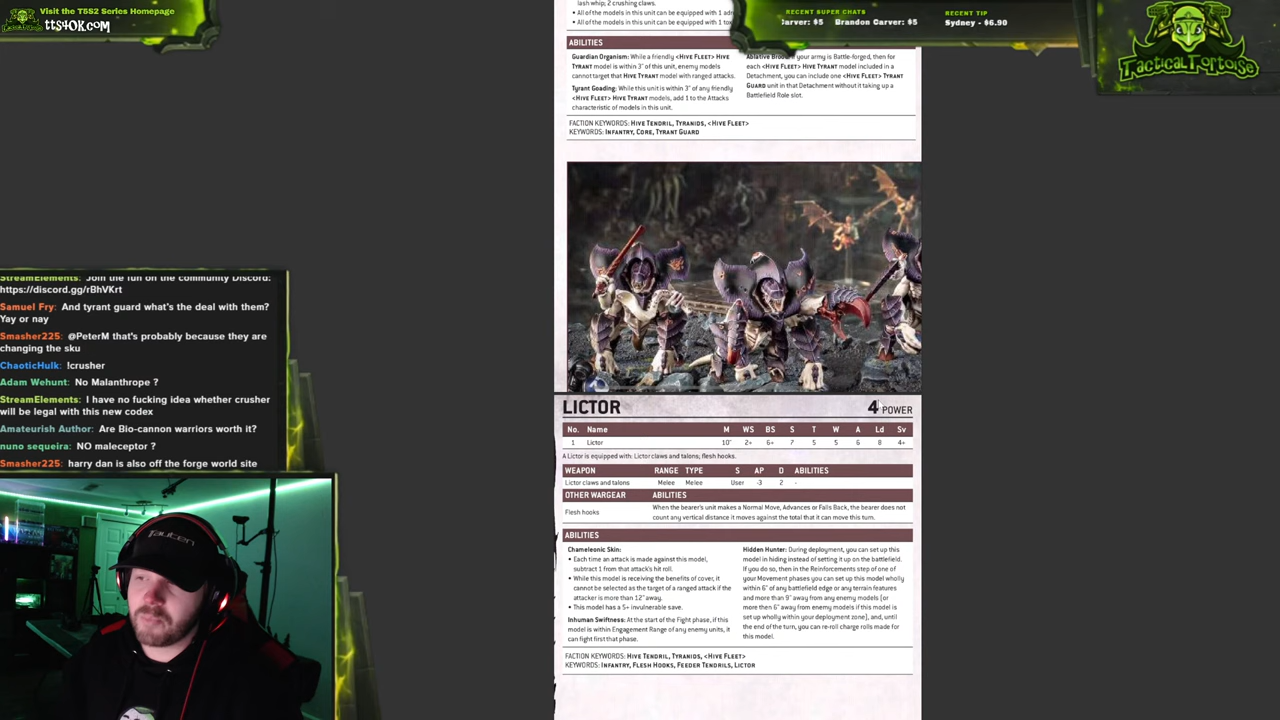 Visit the TTS2 Series Homepage
tts40k.com
RECENT SUPER CHATS
Carver: $5 Brandon Carver: $5
RECENT TIP
Sydney - $6.90
TacticalTortoise
lash whip; 2 crushing claws.
• All of the models in this unit can be equipped with 1
• All of the models in this unit can be equipped with 1
ABILITIES
Guardian Organism: While a friendly <HIVE FLEET> HIVE
TYRANT model is within 3" of this unit, enemy models
cannot target that HIVE TYRANT model with ranged attacks.
Tyrant Goading: While this unit is within 3" of any friendly
<HIVE FLEET> HIVE TYRANT models, add 1 to the Attacks
characteristic of models in this unit.
your army is Battle-forged, then for
each <HIVE FLEET> HIVE TYRANT model included in a
Detachment, you can include one <HIVE FLEET> TYRANT
GUARD unit in that Detachment without it taking up a
Battlefield Role slot.
FACTION KEYWORDS: HIVE TENDRIL, TYRANIDS, <HIVE FLEET>
KEYWORDS: INFANTRY, CORE, TYRANT GUARD
StreamElements: Join the fun on the community Discord:
https://discord.gg/rBhVKrt
Samuel Fry: And tyrant guard what's the deal with them?
Yay or nay
Smasher225: @PeterM that's probably because they are
changing the sku
ChaoticHulk: !crusher
Adam Wehunt: No Malanthrope ?
StreamElements: I have no fucking idea whether crusher
will be legal with this new codex
Amateurish Author: Are Bio-cannon warriors worth it?
nuno sequeira: NO maleceptor ?
Smasher225: harry dan is also off the forge world site
LICTOR
4 POWER
No. Name M WS BS S T W A Ld Sv
1 Lictor 10" 2+ 6+ 7 5 5 6 8 4+
A Lictor is equipped with: Lictor claws and talons; flesh hooks.
WEAPON RANGE TYPE S AP D ABILITIES
Lictor claws and talons Melee Melee User -3 2 -
OTHER WARGEAR ABILITIES
Flesh hooks When the bearer's unit makes a Normal Move, Advances or Falls Back, the bearer does not
count any vertical distance it moves against the total that it can move this turn.
ABILITIES
Chameleonic Skin:
• Each time an attack is made against this model,
subtract 1 from that attack's hit roll.
• While this model is receiving the benefits of cover, it
cannot be selected as the target of a ranged attack if the
attacker is more than 12" away.
• This model has a 5+ invulnerable save.
Inhuman Swiftness: At the start of the Fight phase, if this
model is within Engagement Range of any enemy units, it
can fight first that phase.
Hidden Hunter: During deployment, you can set up this
model in hiding instead of setting it up on the battlefield.
If you do so, then in the Reinforcements step of one of
your Movement phases you can set up this model wholly
within 6" of any battlefield edge or any terrain features
and more than 9" away from any enemy models (or
more then 6" away from enemy models if this model is
set up wholly within your deployment zone), and, until
the end of the turn, you can re-roll charge rolls made for
this model.
FACTION KEYWORDS: HIVE TENDRIL, TYRANIDS, <HIVE FLEET>
KEYWORDS: INFANTRY, FLESH HOOKS, FEEDER TENDRILS, LICTOR